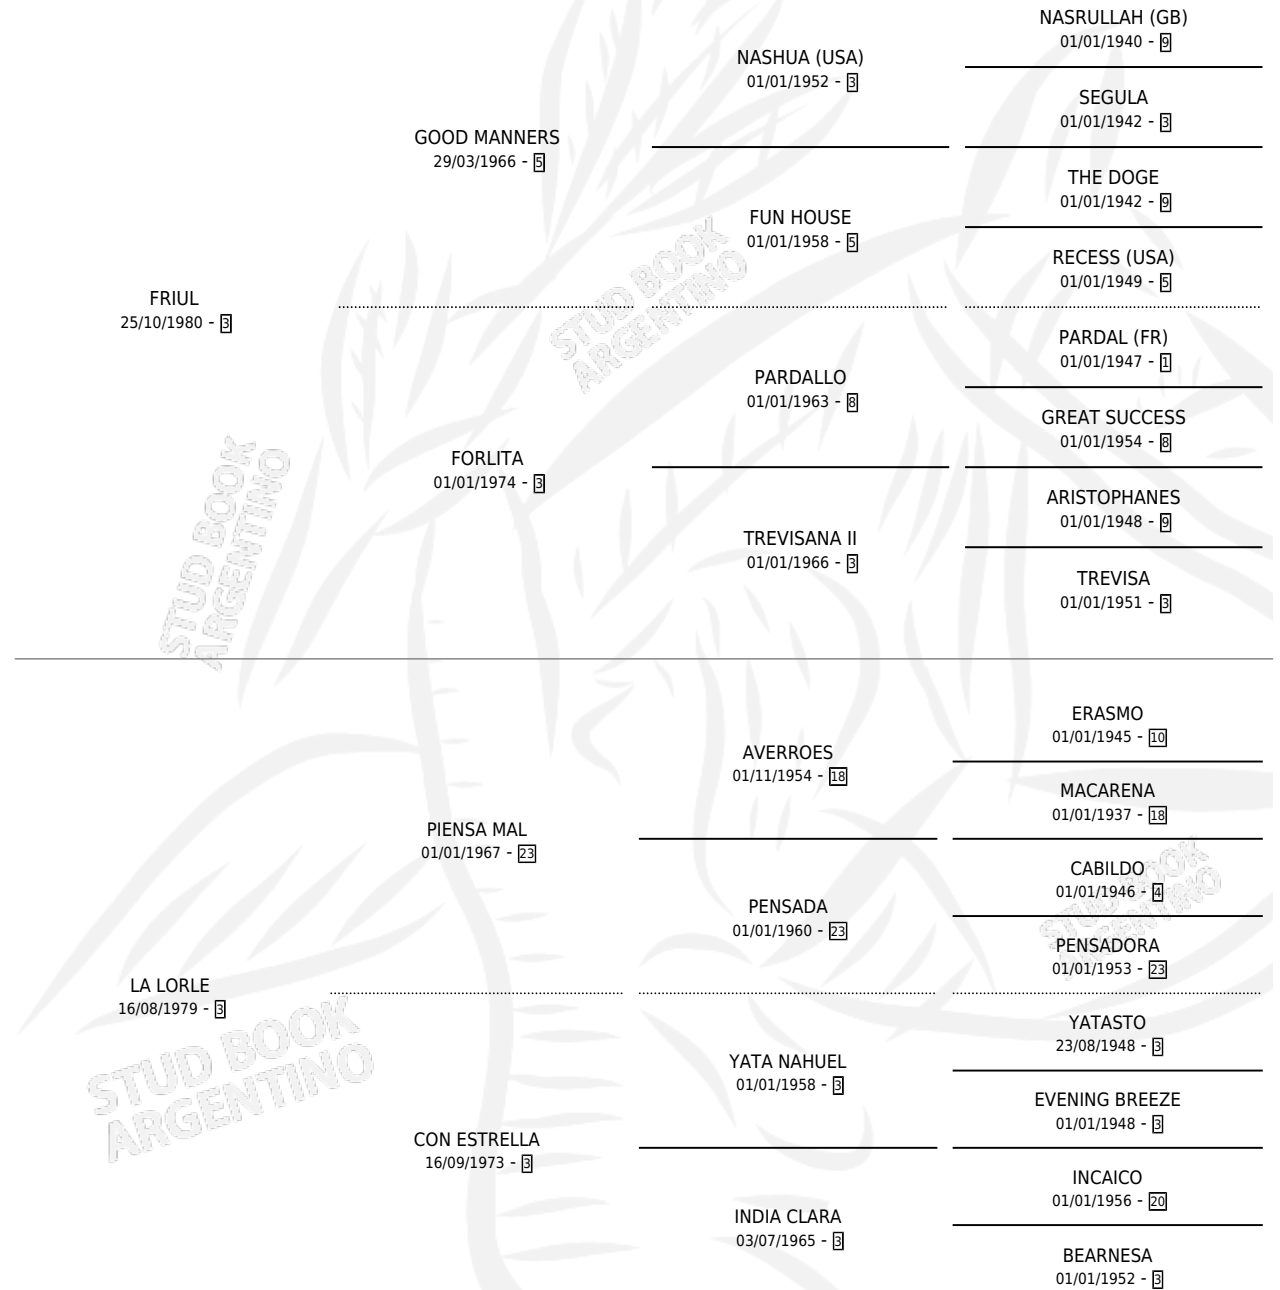 NASRULLAH (GB)
01/01/1940 - 9
NASHUA (USA)
01/01/1952 - 3
SEGULA
01/01/1942 - 3
GOOD MANNERS
29/03/1966 - 5
THE DOGE
01/01/1942 - 9
FUN HOUSE
01/01/1958 - 5
RECESS (USA)
01/01/1949 - 5
FRIUL
25/10/1980 - 3
PARDAL (FR)
01/01/1947 - 1
PARDALLO
01/01/1963 - 8
GREAT SUCCESS
01/01/1954 - 8
FORLITA
01/01/1974 - 3
ARISTOPHANES
01/01/1948 - 9
TREVISANA II
01/01/1966 - 3
TREVISA
01/01/1951 - 3
STUD BOOK
ARGENTINO
STUD BOOK
ARGENTINO
ERASMO
01/01/1945 - 10
AVERROES
01/11/1954 - 18
MACARENA
01/01/1937 - 18
PIENSA MAL
01/01/1967 - 23
CABILDO
01/01/1946 - 4
PENSADA
01/01/1960 - 23
PENSADORA
01/01/1953 - 23
STUD BOOK
ARGENTINO
LA LORLE
16/08/1979 - 3
YATASTO
23/08/1948 - 3
YATA NAHUEL
01/01/1958 - 3
EVENING BREEZE
01/01/1948 - 3
CON ESTRELLA
16/09/1973 - 3
INCAICO
01/01/1956 - 20
INDIA CLARA
03/07/1965 - 3
BEARNESA
01/01/1952 - 3
STUD BOOK
ARGENTINO